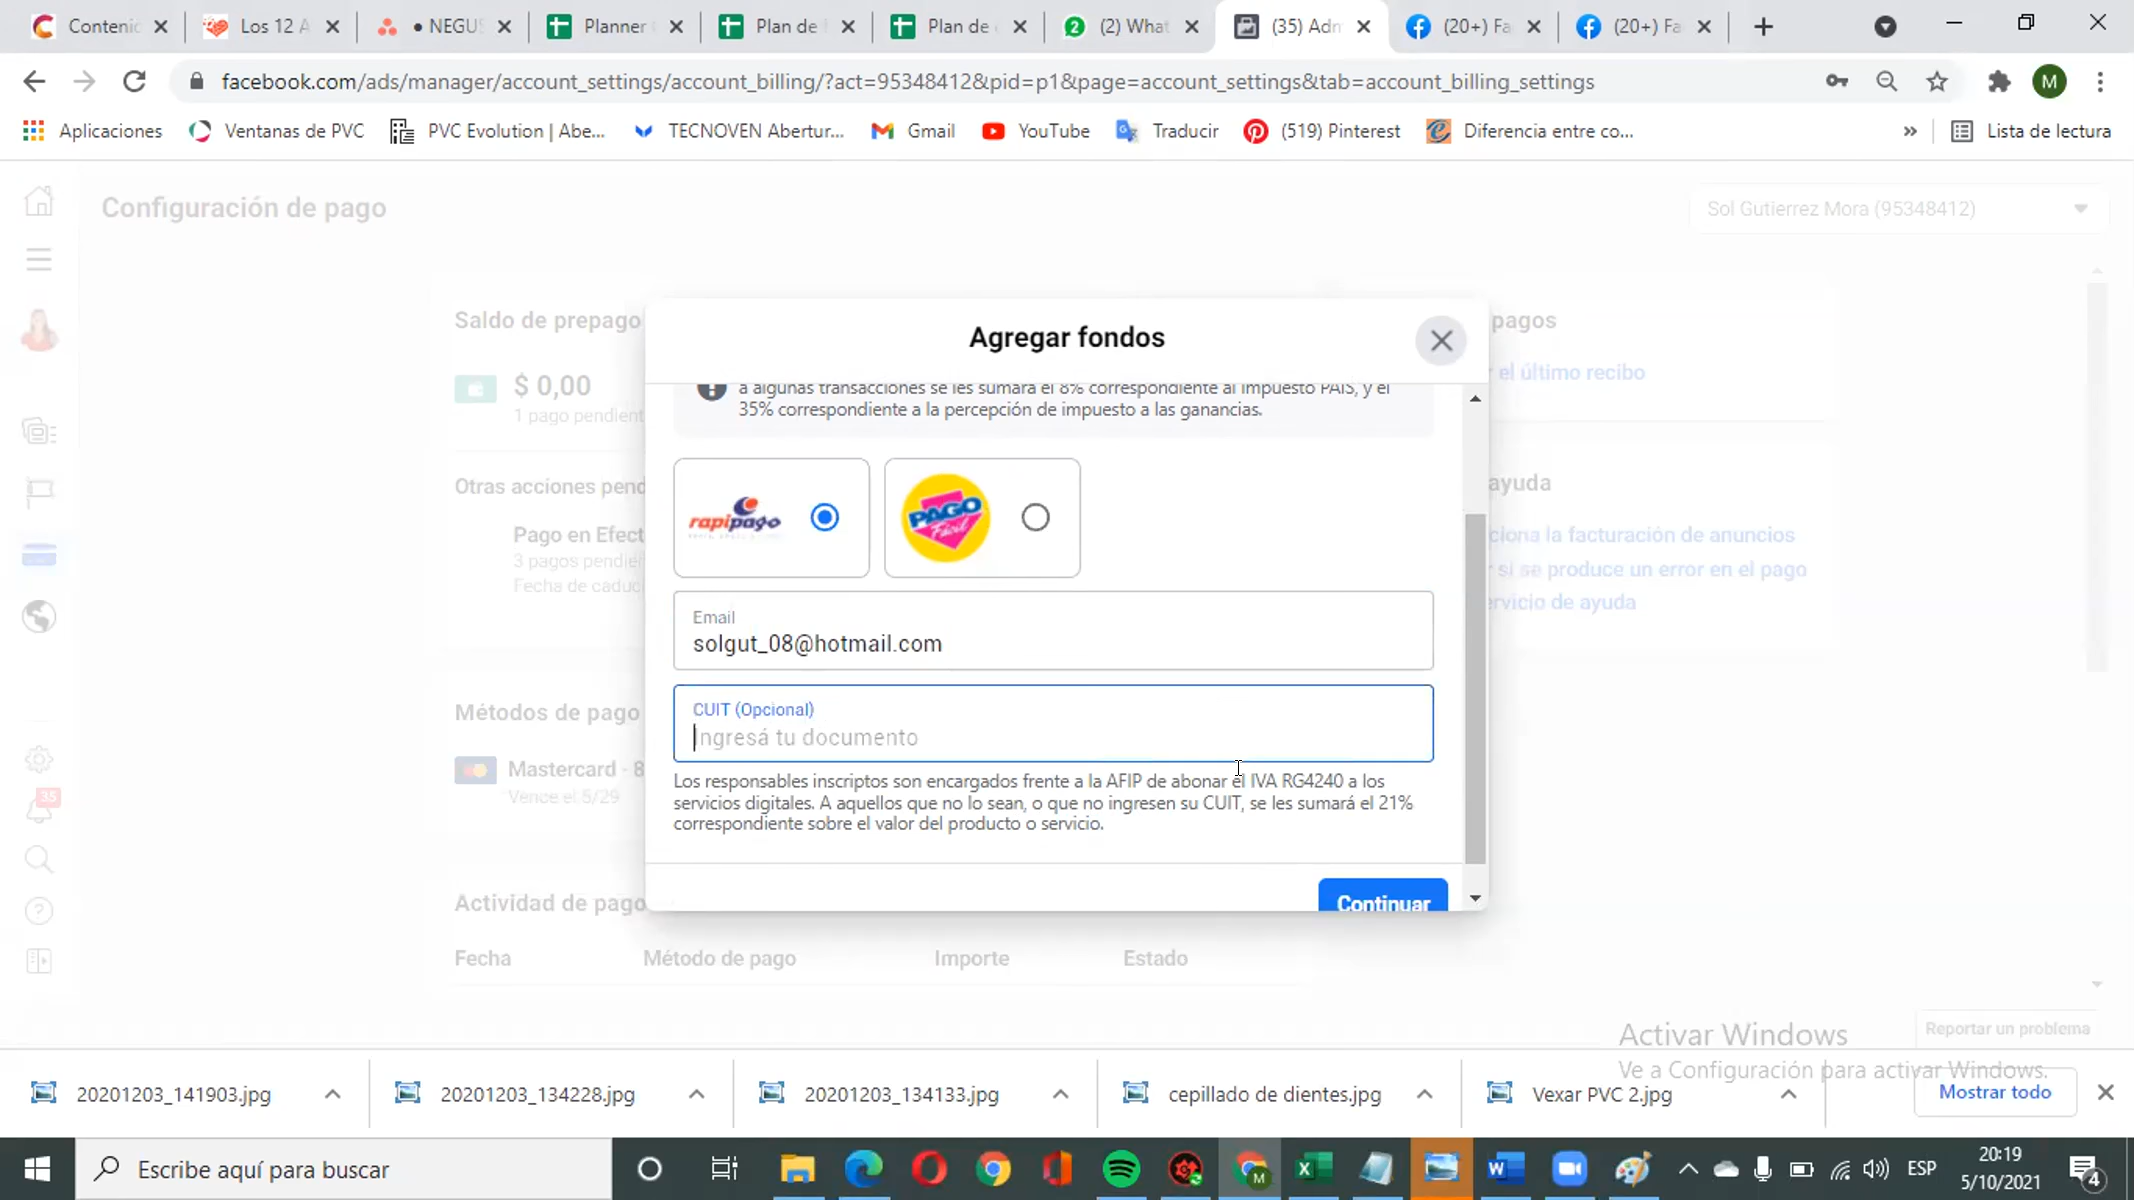 Contenic
Los 12 A
• NEGU
Planner
Plan de
Plan de
(2) What
(35) Adm
(20+) Fa
(20+) Fa
facebook.com/ads/manager/account_settings/account_billing/?act=95348412&pid=p1&page=account_settings&tab=account_billing_settings
M
Aplicaciones
Ventanas de PVC
PVC Evolution | Abe...
TECNOVEN Abertur...
Gmail
YouTube
Traducir
(519) Pinterest
Diferencia entre co...
»
Lista de lectura
Configuración de pago
Sol Gutierrez Mora (95348412)
Saldo de prepago
$ 0,00
1 pago pendient
Otras acciones pend
Pago en Efect
3 pagos pendie
Fecha de caduc
Métodos de pago
Mastercard - 8
Vence el: 5/29
35
Actividad de pago
Fecha
Método de pago
Importe
Estado
pagos
el último recibo
ayuda
ciona la facturación de anuncios
si se produce un error en el pago
ervicio de ayuda
Agregar fondos
a algunas transacciones se les sumará el 8% correspondiente al impuesto PAIS, y el
35% correspondiente a la percepción de impuesto a las ganancias.
rapipago
PAGO
Fácil
Email
solgut_08@hotmail.com
CUIT (Opcional)
Ingresá tu documento
Los responsables inscriptos son encargados frente a la AFIP de abonar el IVA RG4240 a los
servicios digitales. A aquellos que no lo sean, o que no ingresen su CUIT, se les sumará el 21%
correspondiente sobre el valor del producto o servicio.
Continuar
Reportar un problema
Activar Windows
Ve a Configuración para activar Windows.
20201203_141903.jpg
20201203_134228.jpg
20201203_134133.jpg
cepillado de dientes.jpg
Vexar PVC 2.jpg
Mostrar todo
Escribe aquí para buscar
ESP
20:19
5/10/2021
4